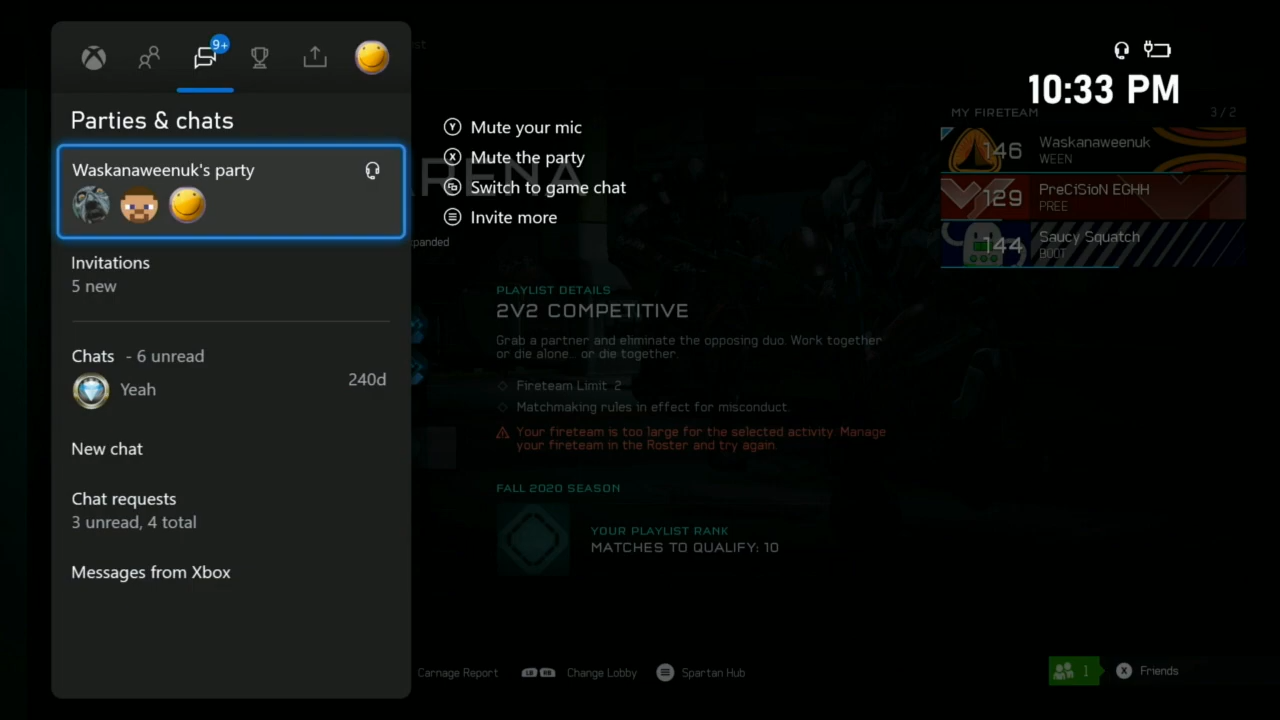 9+
Parties & chats
Waskanaweenuk's party
Invitations
5 new
Chats - 6 unread
Yeah
240d
New chat
Chat requests
3 unread, 4 total
Messages from Xbox
Y Mute your mic
X Mute the party
Switch to game chat
Invite more
10:33 PM
MY FIRETEAM 3/2
146 Waskanaweenuk
WEEN
129 PreCiSioN EGHH
PREE
144 Saucy Squatch
BOOT
ARENA
xpanded
PLAYLIST DETAILS
2V2 COMPETITIVE
Grab a partner and eliminate the opposing duo. Work together
or die alone... or die together.
Fireteam Limit 2
Matchmaking rules in effect for misconduct.
Your fireteam is too large for the selected activity. Manage
your fireteam in the Roster and try again.
FALL 2020 SEASON
YOUR PLAYLIST RANK
MATCHES TO QUALIFY: 10
Carnage Report
LB RB Change Lobby
Spartan Hub
1
X Friends